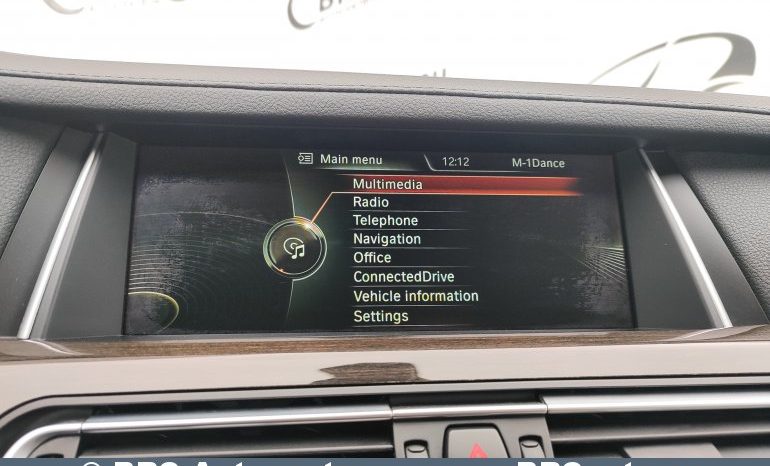 Main menu 12:12 M-1Dance
Multimedia
Radio
Telephone
Navigation
Office
ConnectedDrive
Vehicle information
Settings